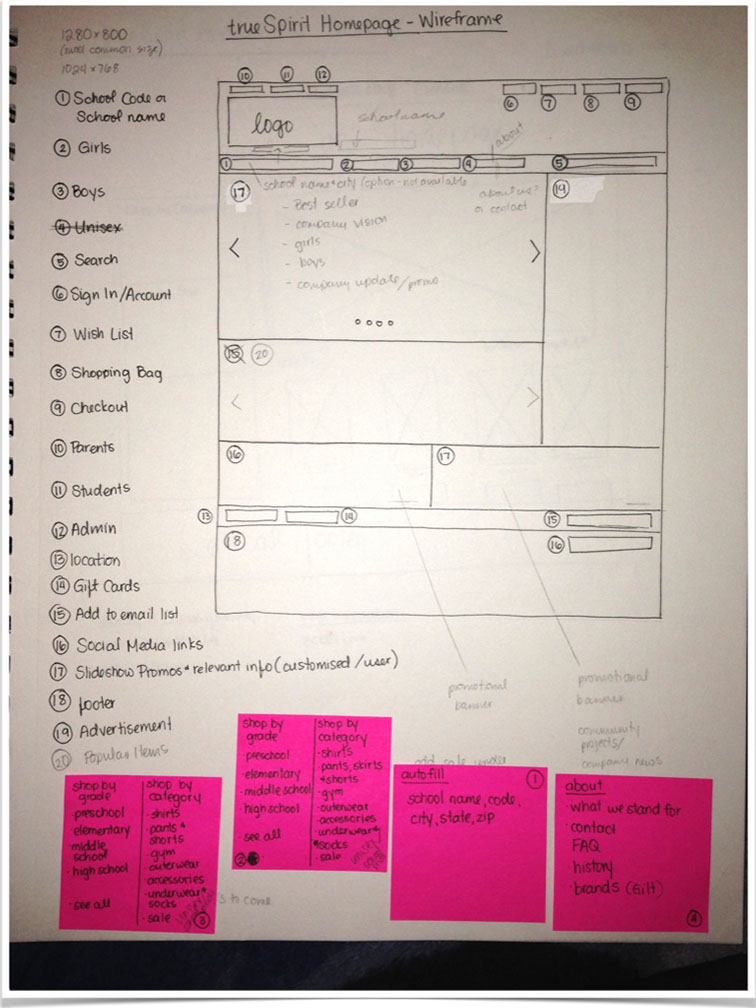 trueSpirit Homepage - Wireframe
1280 x 800
(most common size)
1024 x 768
① School Code or
School name
② Girls
③ Boys
④ Unisex
⑤ Search
⑥ Sign In/Account
⑦ Wish List
⑧ Shopping Bag
⑨ Checkout
⑩ Parents
⑪ Students
⑫ Admin
⑬ location
⑭ Gift Cards
⑮ Add to email list
⑯ Social Media links
⑰ Slideshow Promos + relevant info (customised/user)
⑱ footer
⑲ Advertisement
⑳ Popular Items
⑩ ⑪ ⑫
⑥ ⑦ ⑧ ⑨
logo
schoolname
about
① ② ③ ④ ⑤
⑰ school name + city /option - not available
- Best seller
- company vision
- girls
- boys
- company update/promo
about us?
or contact
⑲
⑮ ⑳
⑯ ⑰
⑬ ⑭ ⑮
⑱ ⑯
promotional
banner
promotional
banner
community
projects/
company news
add sale under
shop by
grade
·preschool
elementary
middle
school
·high school
·see all
shop by
category
·shirts
·pants +
shorts
·gym
·outerwear
accessories
·underwear +
socks
·sale
③
to come
shop by
grade
·preschool
·elementary
·middle school
·high school
·see all
②
shop by
category
·shirts
·pants, skirts
+ shorts
·gym
·outerwear
·accessories
·underwear +
socks
·sale
autofill
①
school name, code,
city, state, zip
about
·what we stand for
·contact
FAQ
·history
·brands (Gilt)
④